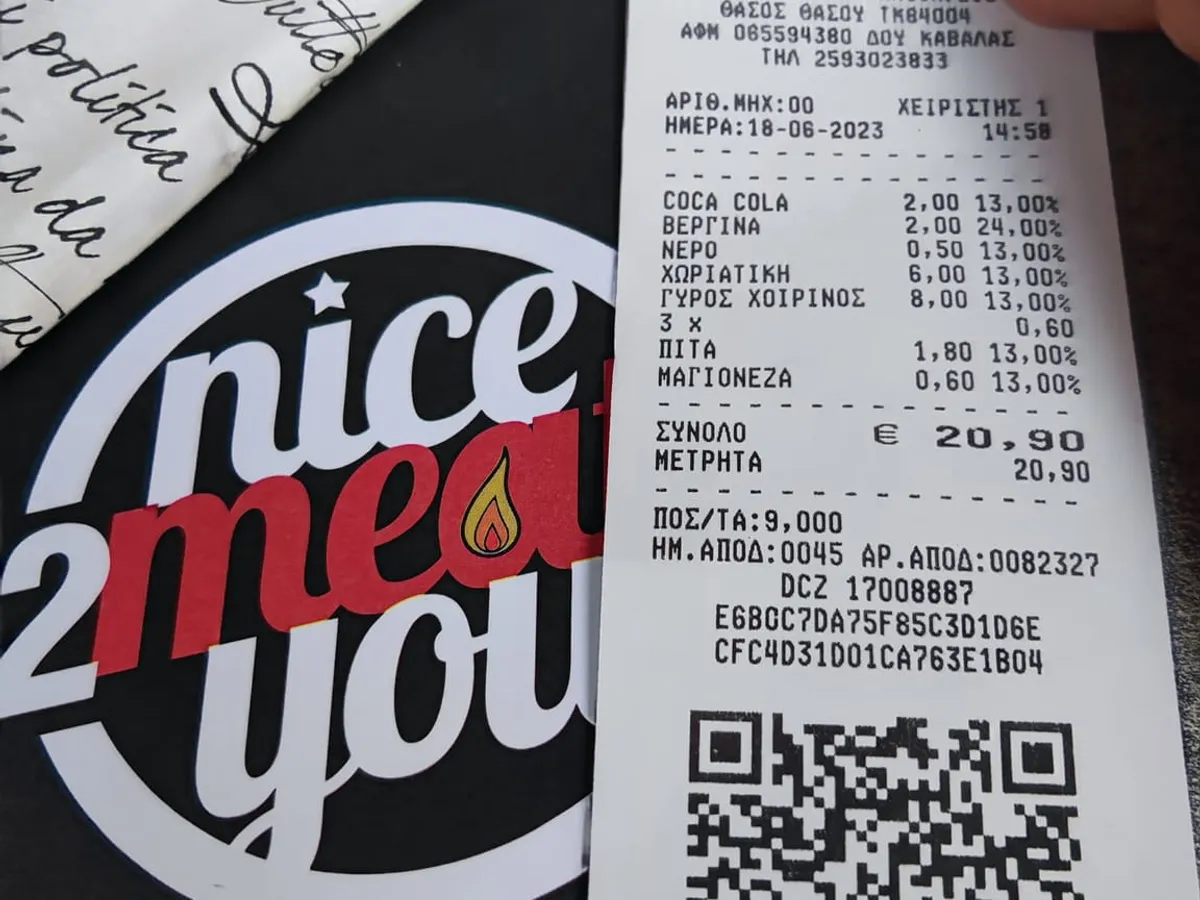 politica
da
nice
2 meat
you
ΘΑΣΟΣ ΘΑΣΟΥ ΤΚ84004
ΑΦΜ 065594380 ΔΟΥ ΚΑΒΑΛΑΣ
ΤΗΛ 2593023833
ΑΡΙΘ.ΜΗΧ:00 ΧΕΙΡΙΣΤΗΣ 1
ΗΜΕΡΑ:18-06-2023 14:58
COCA COLA 2,00 13,00%
ΒΕΡΓΙΝΑ 2,00 24,00%
ΝΕΡΟ 0,50 13,00%
ΧΩΡΙΑΤΙΚΗ 6,00 13,00%
ΓΥΡΟΣ ΧΟΙΡΙΝΟΣ 8,00 13,00%
3 x 0,60
ΠΙΤΑ 1,80 13,00%
ΜΑΓΙΟΝΕΖΑ 0,60 13,00%
ΣΥΝΟΛΟ € 20,90
ΜΕΤΡΗΤΑ 20,90
ΠΟΣ/ΤΑ:9,000
ΗΜ.ΑΠΟΔ:0045 ΑΡ.ΑΠΟΔ:0082327
DCZ 17008887
E6B0C7DA75F85C3D1D6E
CFC4D31D01CA763E1B04